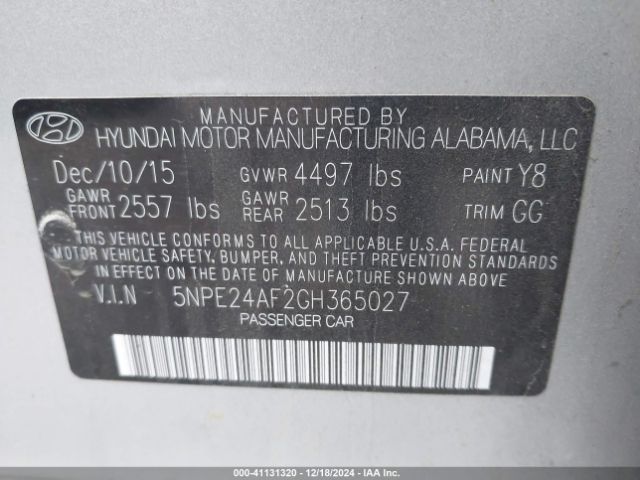 MANUFACTURED BY
HYUNDAI MOTOR MANUFACTURING ALABAMA, LLC
Dec/10/15 GVWR 4497 lbs PAINT Y8
GAWR FRONT 2557 lbs GAWR REAR 2513 lbs TRIM GG
THIS VEHICLE CONFORMS TO ALL APPLICABLE U.S.A. FEDERAL
MOTOR VEHICLE SAFETY, BUMPER, AND THEFT PREVENTION STANDARDS
IN EFFECT ON THE DATE OF MANUFACTURE SHOWN ABOVE
V.I.N 5NPE24AF2GH365027
PASSENGER CAR
000-41131320 - 12/18/2024 - IAA Inc.